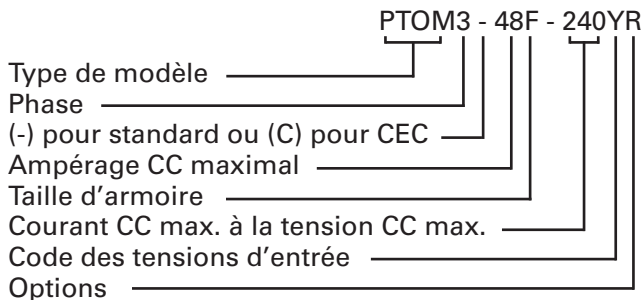 PTOM3 - 48F - 240YR
Type de modèle
Phase
(-) pour standard ou (C) pour CEC
Ampérage CC maximal
Taille d'armoire
Courant CC max. à la tension CC max.
Code des tensions d'entrée
Options